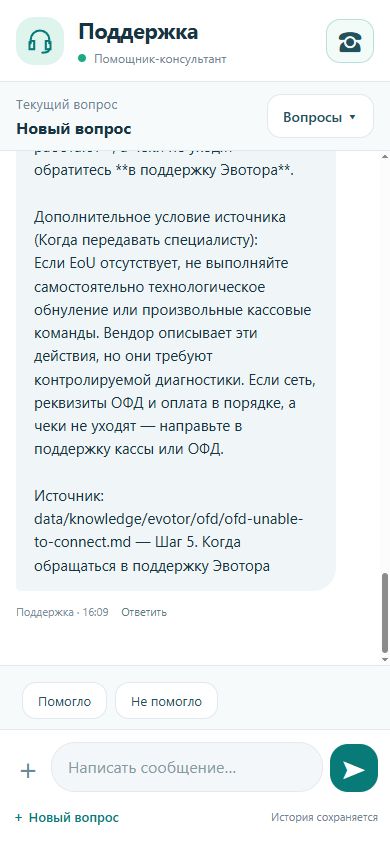 Поддержка
Помощник-консультант
Текущий вопрос
Новый вопрос
Вопросы ▼
обратитесь **в поддержку Эвотора**.
Дополнительное условие источника
(Когда передавать специалисту):
Если EoU отсутствует, не выполняйте
самостоятельно технологическое
обнуление или произвольные кассовые
команды. Вендор описывает эти
действия, но они требуют
контролируемой диагностики. Если сеть,
реквизиты ОФД и оплата в порядке, а
чеки не уходят — направьте в
поддержку кассы или ОФД.
Источник:
data/knowledge/evotor/ofd/ofd-unable-
to-connect.md — Шаг 5. Когда
обращаться в поддержку Эвотора
Поддержка · 16:09 Ответить
Помогло Не помогло
+ Написать сообщение...
+ Новый вопрос История сохраняется